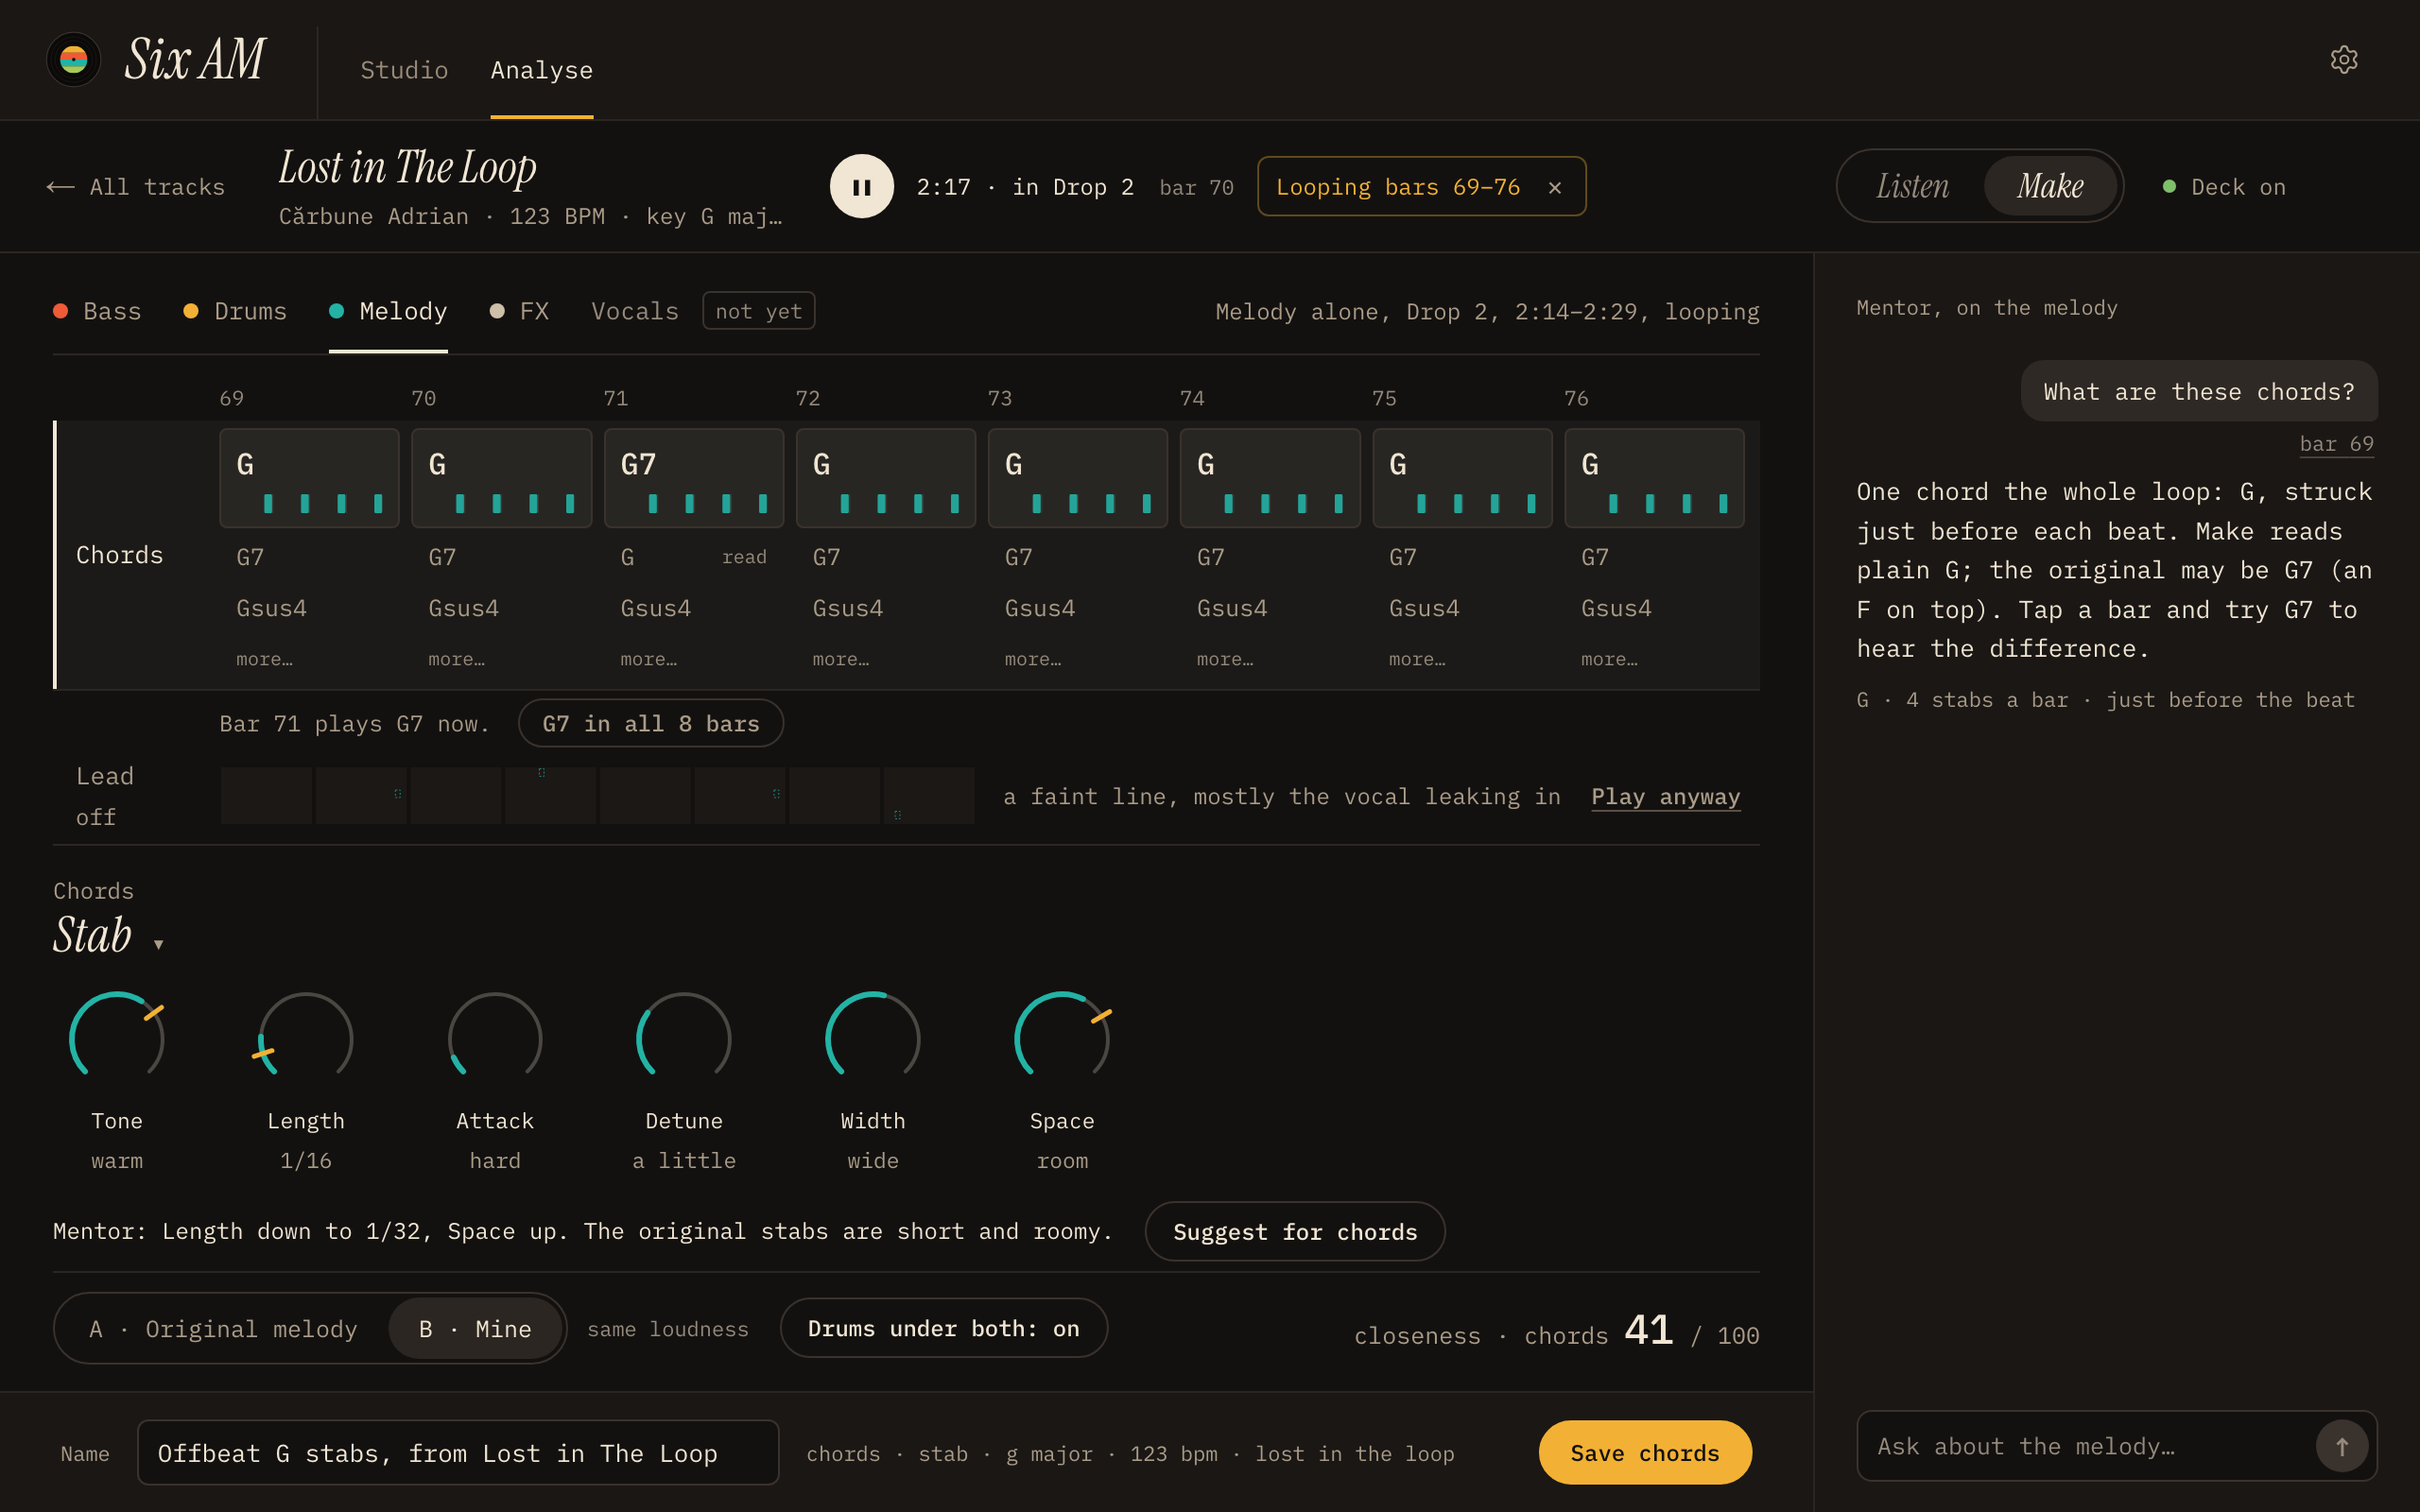 Six AM
Studio
Analyse
← All tracks
Lost in The Loop
Cărbune Adrian · 123 BPM · key G maj…
2:17 · in Drop 2 bar 70
Looping bars 69–76 ×
Listen
Make
Deck on
Bass
Drums
Melody
FX
Vocals
not yet
Melody alone, Drop 2, 2:14–2:29, looping
69 70 71 72 73 74 75 76
G G G7 G G G G G
Chords
G7 G7 G read G7 G7 G7 G7 G7
Gsus4 Gsus4 Gsus4 Gsus4 Gsus4 Gsus4 Gsus4 Gsus4
more… more… more… more… more… more… more… more…
Bar 71 plays G7 now.
G7 in all 8 bars
Lead
off
a faint line, mostly the vocal leaking in
Play anyway
Chords
Stab ▾
Tone Length Attack Detune Width Space
warm 1/16 hard a little wide room
Mentor: Length down to 1/32, Space up. The original stabs are short and roomy.
Suggest for chords
A · Original melody
B · Mine
same loudness
Drums under both: on
closeness · chords 41 / 100
Name
Offbeat G stabs, from Lost in The Loop
chords · stab · g major · 123 bpm · lost in the loop
Save chords
Mentor, on the melody
What are these chords?
bar 69
One chord the whole loop: G, struck
just before each beat. Make reads
plain G; the original may be G7 (an
F on top). Tap a bar and try G7 to
hear the difference.
G · 4 stabs a bar · just before the beat
Ask about the melody…